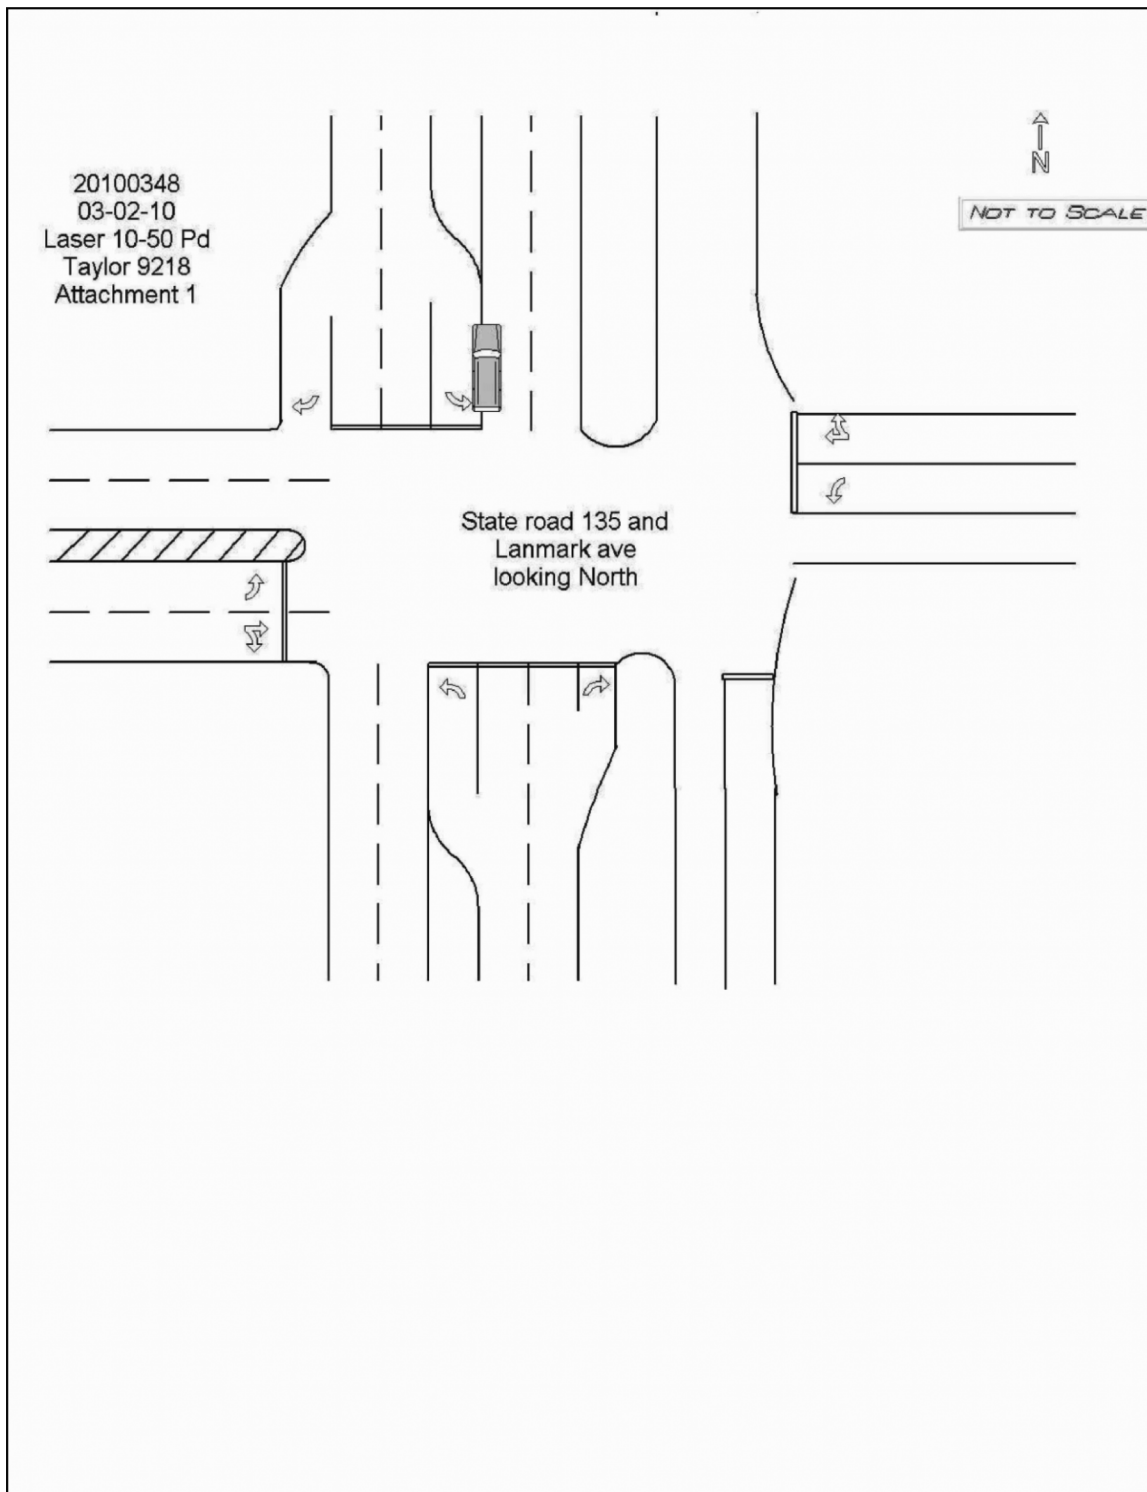 20100348
03-02-10
Laser 10-50 Pd
Taylor 9218
Attachment 1
N
NOT TO SCALE
State road 135 and
Lanmark ave
looking North